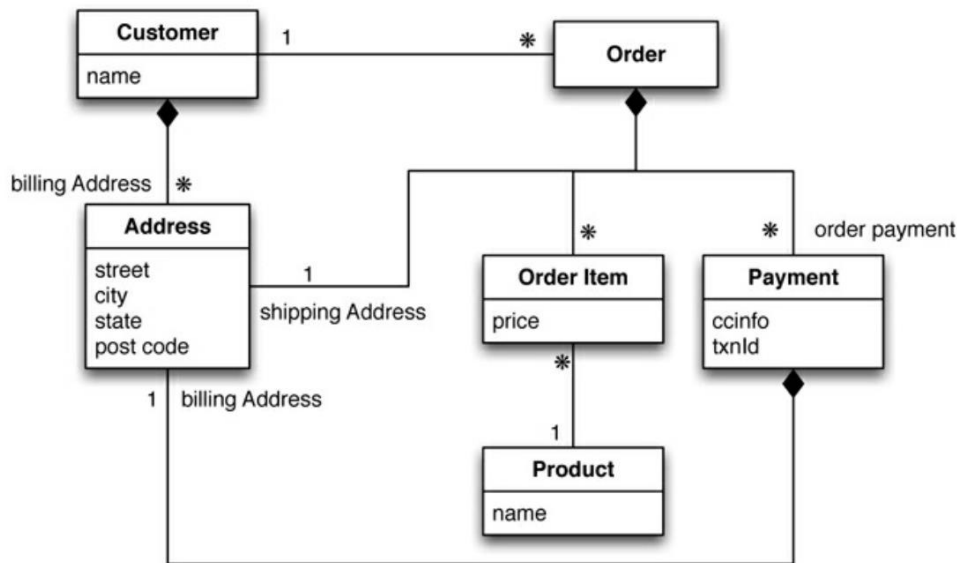 Customer
name
1
*
Order
billing Address
*
Address
street
city
state
post code
1
shipping Address
*
Order Item
price
*
order payment
Payment
ccinfo
txnId
*
1
Product
name
1
billing Address